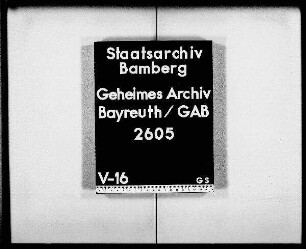 Staatsarchiv
Bamberg
Geheimes Archiv
Bayreuth / GAB
2605
V-16 GS